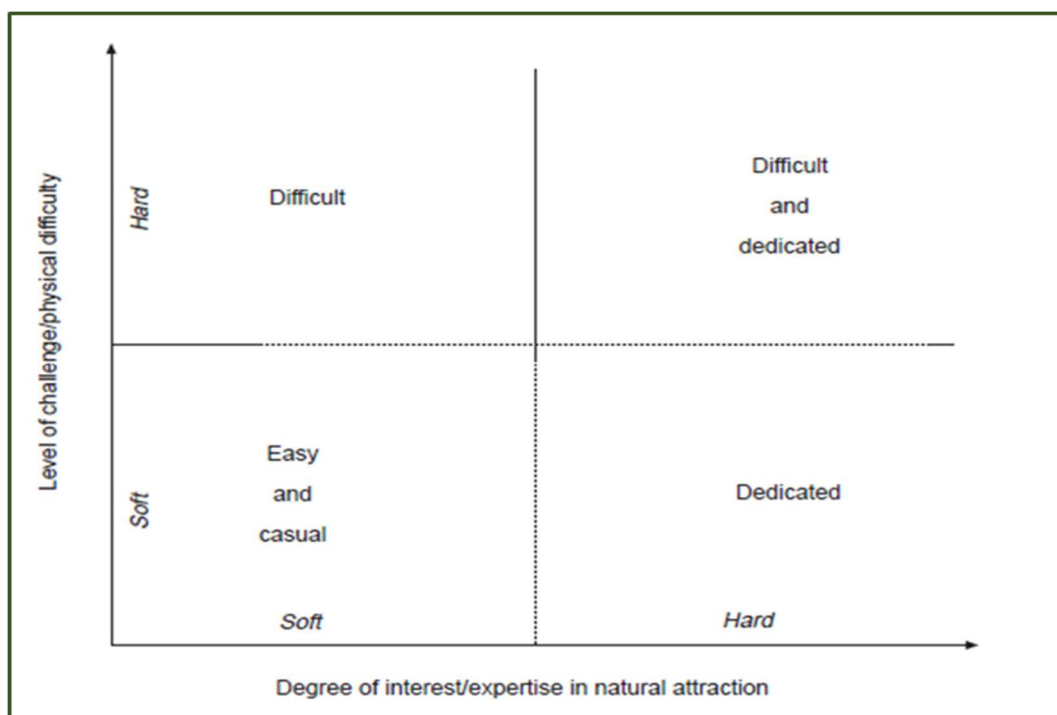 Level of challenge/physical difficulty
Hard
Soft
Difficult
Difficult
and
dedicated
Easy
and
casual
Dedicated
Soft
Hard
Degree of interest/expertise in natural attraction